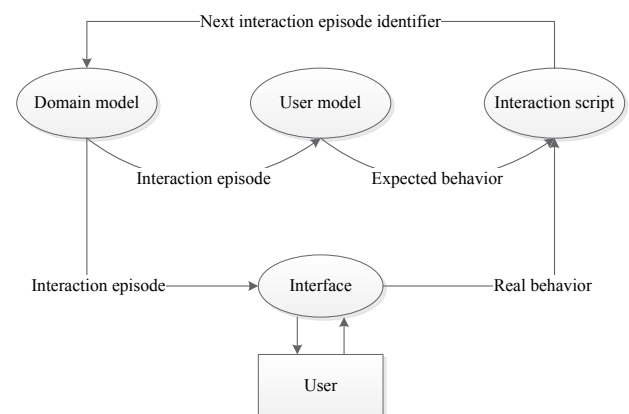 Next interaction episode identifier
Domain model
User model
Interaction script
Interaction episode
Expected behavior
Interaction episode
Interface
Real behavior
User